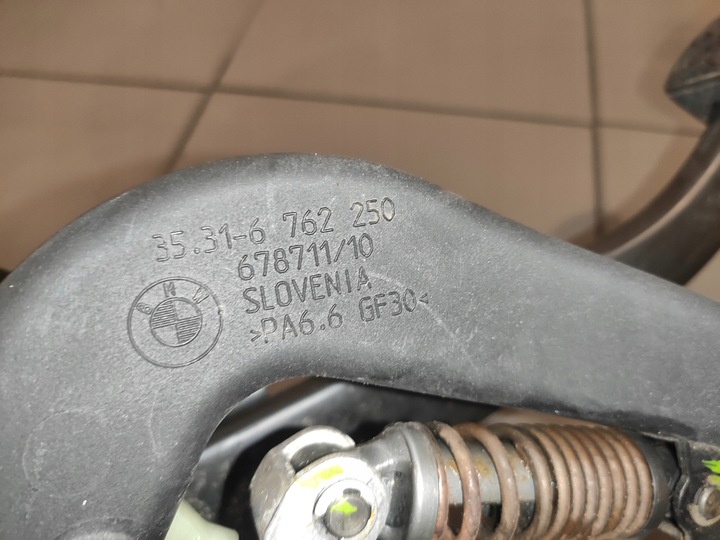 35.31-6 762 250
678711/10
SLOVENIA
>PA6.6 GF30<
BMW